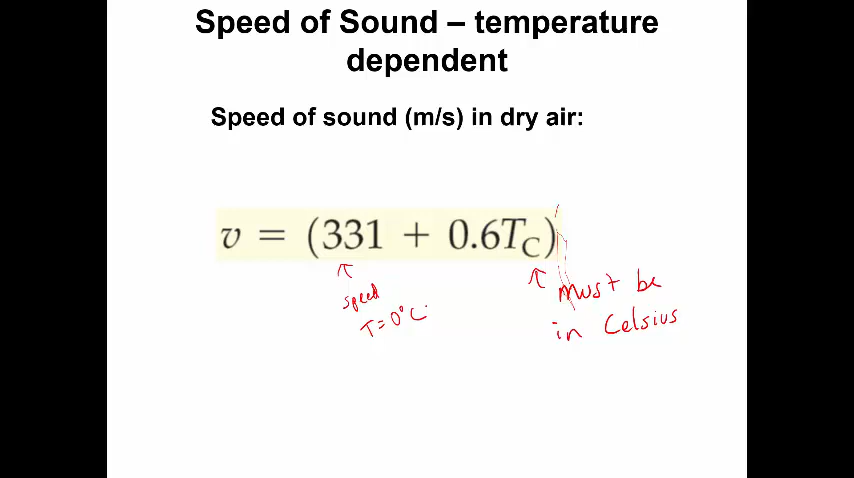 Speed of Sound – temperature
dependent
Speed of sound (m/s) in dry air:
v = (331 + 0.6T_C)
↑
speed
T=0°C
↑ must be
in Celsius